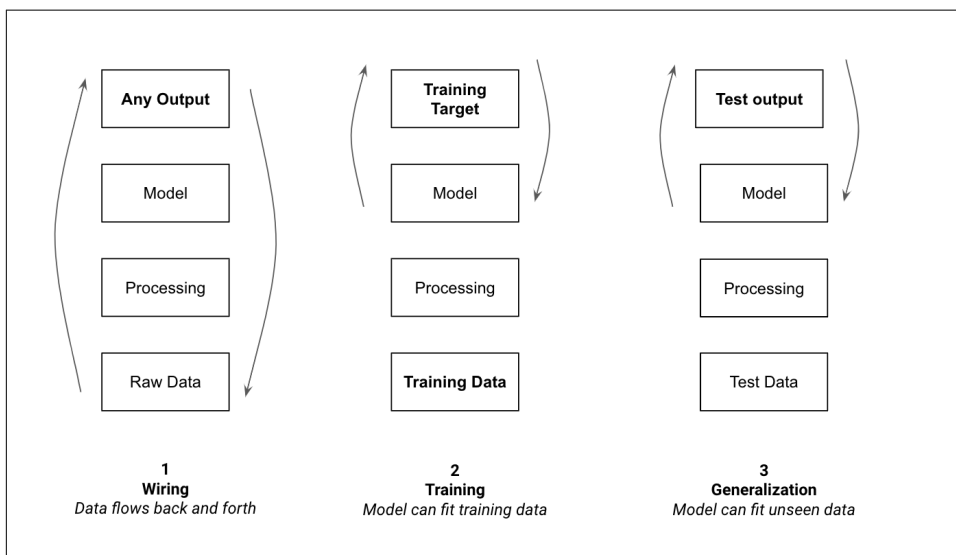 Any Output
Model
Processing
Raw Data
1
Wiring
Data flows back and forth
Training
Target
Model
Processing
Training Data
2
Training
Model can fit training data
Test output
Model
Processing
Test Data
3
Generalization
Model can fit unseen data